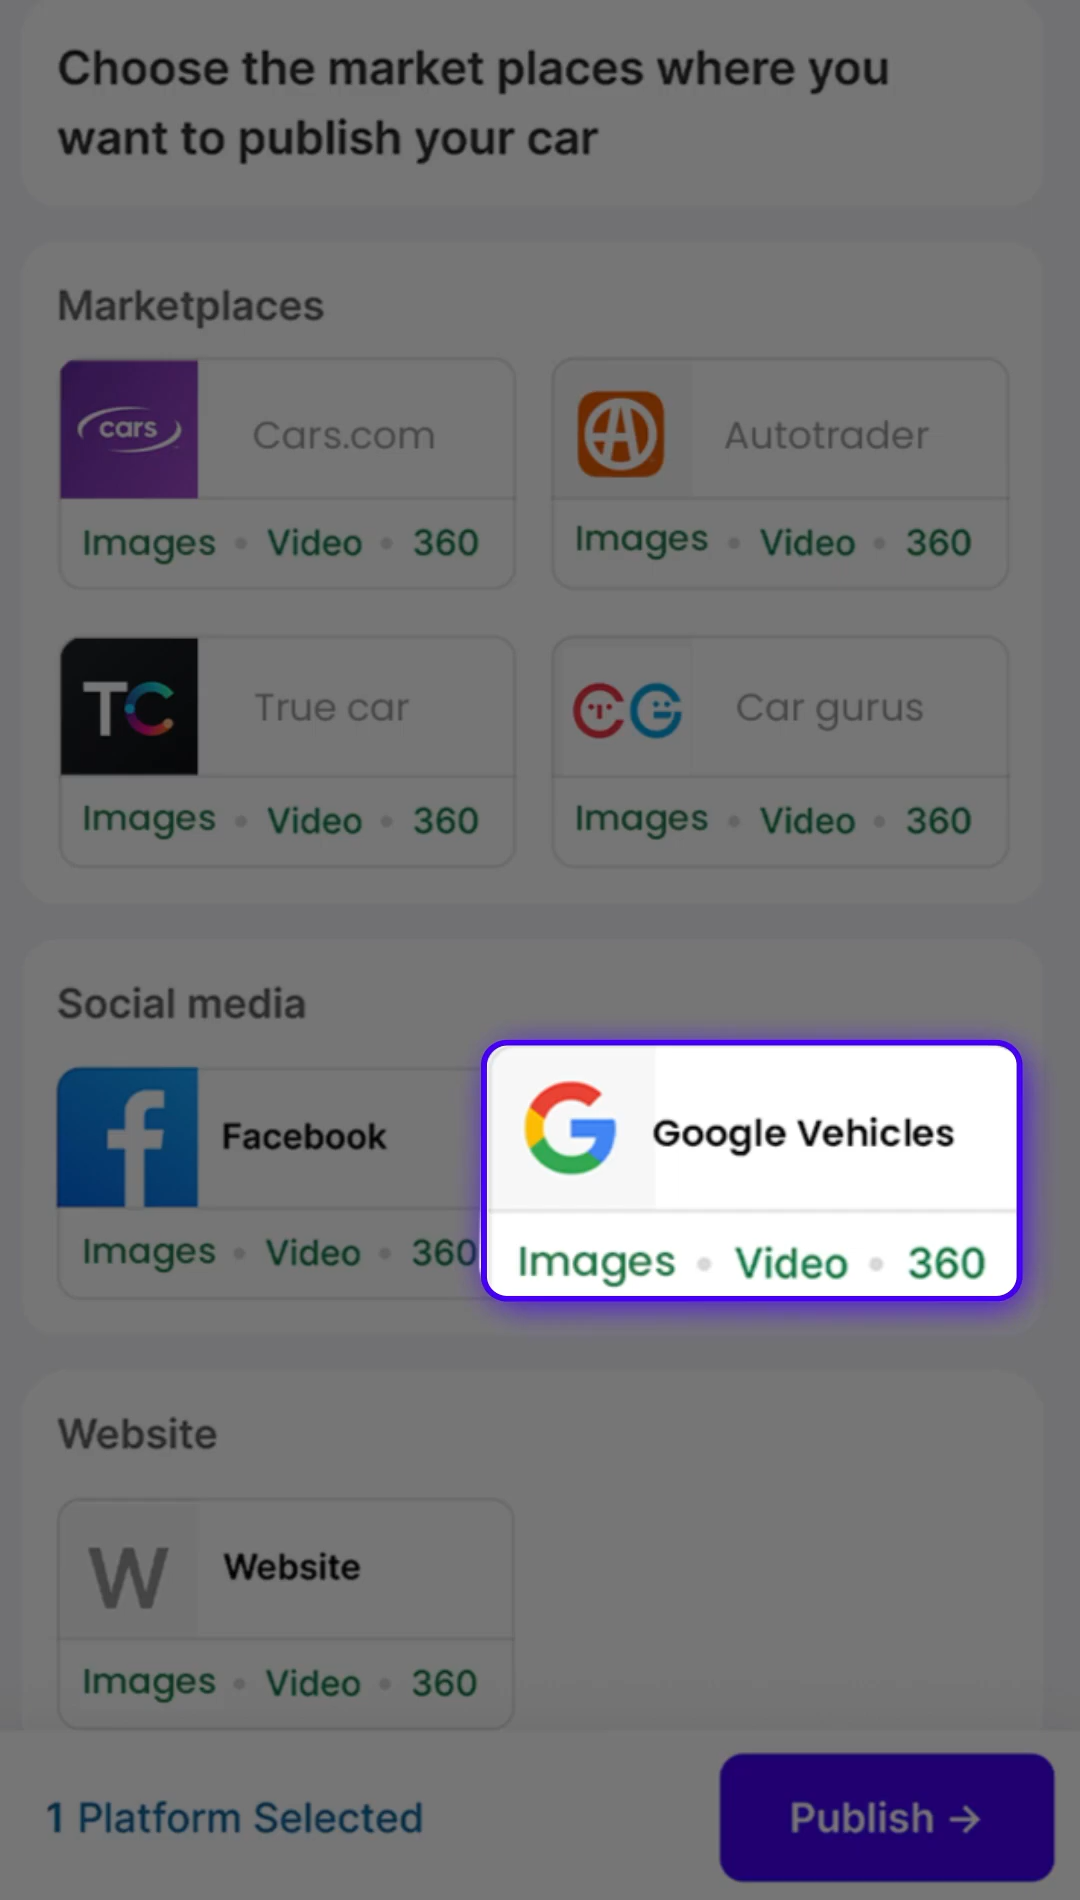 Choose the market places where you
want to publish your car
Marketplaces
cars
Cars.com
Autotrader
Images • Video • 360
Images • Video • 360
TC
True car
CG
Car gurus
Images • Video • 360
Images • Video • 360
Social media
f
Facebook
G
Google Vehicles
Images • Video • 360
Images • Video • 360
Website
W
Website
Images • Video • 360
1 Platform Selected
Publish →